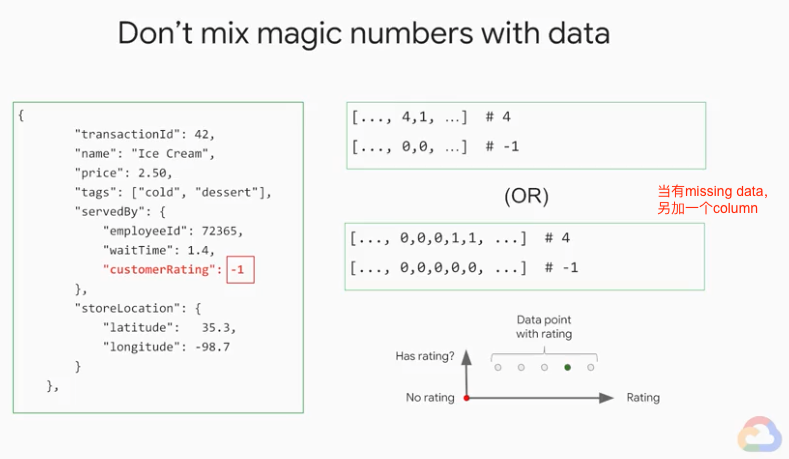 Don't mix magic numbers with data
{
"transactionId": 42,
"name": "Ice Cream",
"price": 2.50,
"tags": ["cold", "dessert"],
"servedBy": {
"employeeId": 72365,
"waitTime": 1.4,
"customerRating": -1
},
"storeLocation": {
"latitude": 35.3,
"longitude": -98.7
}
},
[..., 4,1, ...] # 4
[..., 0,0, ...] # -1
(OR)
当有missing data,
另加一个column
[..., 0,0,0,1,1, ...] # 4
[..., 0,0,0,0,0, ...] # -1
Data point
with rating
Has rating?
No rating
Rating